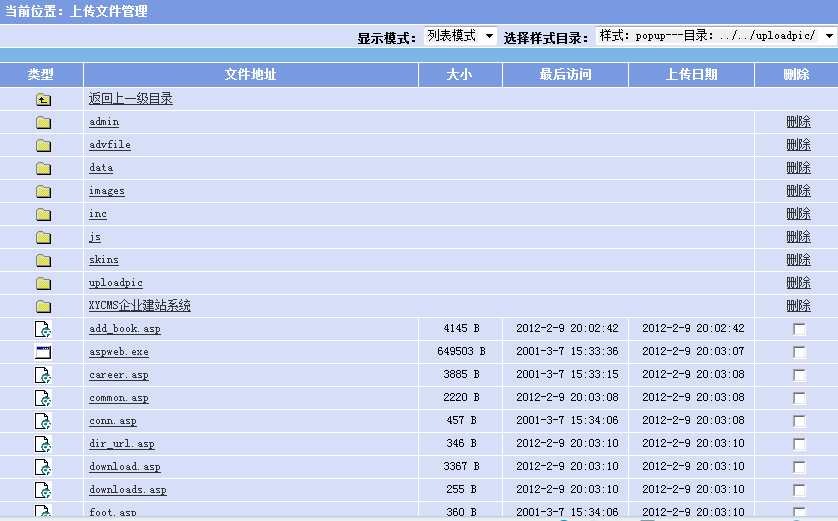 当前位置: 上传文件管理
显示模式: 列表模式 选择样式目录: 样式: popup---目录: ../../uploadpic/
类型 文件地址 大小 最后访问 上传日期 删除
返回上一级目录
admin 删除
advfile 删除
data 删除
images 删除
inc 删除
js 删除
skins 删除
uploadpic 删除
XYCMS企业建站系统 删除
add_book.asp 4145 B 2012-2-9 20:02:42 2012-2-9 20:02:42
aspweb.exe 649503 B 2001-3-7 15:33:36 2012-2-9 20:03:07
career.asp 3885 B 2001-3-7 15:33:15 2012-2-9 20:03:08
common.asp 2220 B 2012-2-9 20:03:08 2012-2-9 20:03:08
conn.asp 457 B 2001-3-7 15:34:06 2012-2-9 20:03:08
dir_url.asp 346 B 2012-2-9 20:03:10 2012-2-9 20:03:10
download.asp 3367 B 2012-2-9 20:03:10 2012-2-9 20:03:10
downloads.asp 255 B 2012-2-9 20:03:10 2012-2-9 20:03:10
foot.asp 360 B 2001-3-7 15:34:06 2012-2-9 20:03:10